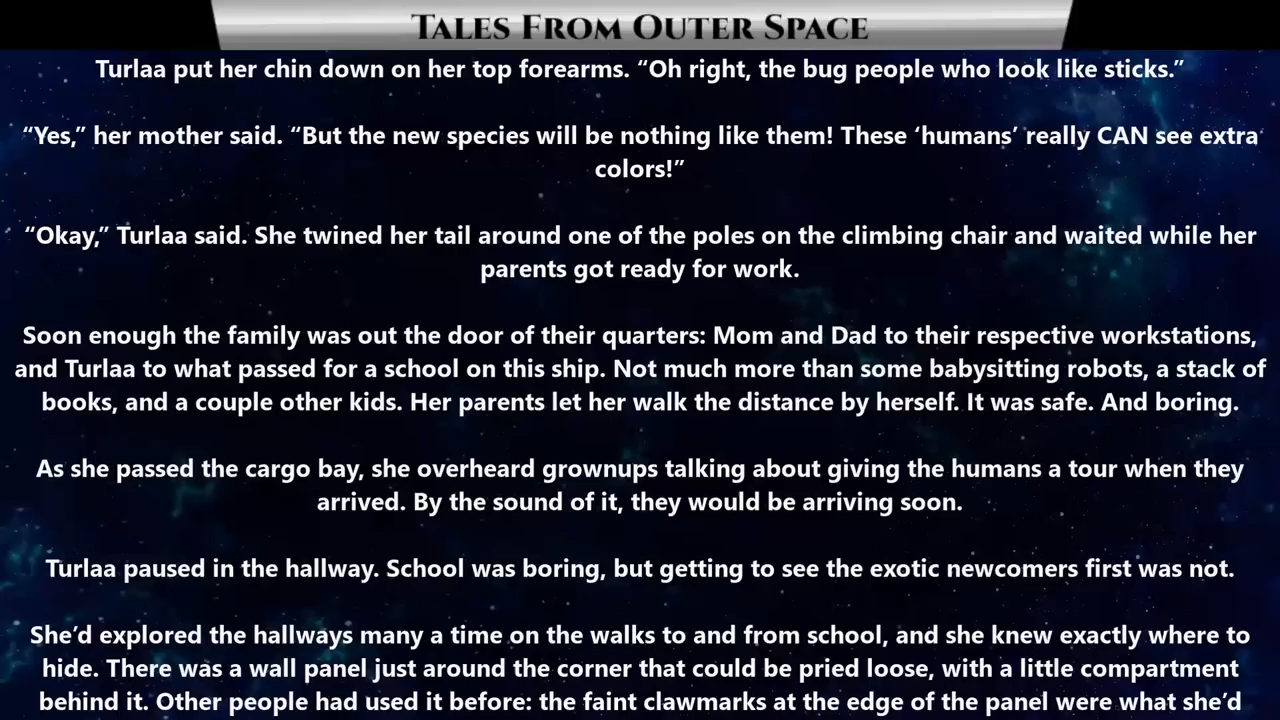 Tales From Outer Space
Turlaa put her chin down on her top forearms. “Oh right, the bug people who look like sticks.”
“Yes,” her mother said. “But the new species will be nothing like them! These ‘humans’ really CAN see extra
colors!”
“Okay,” Turlaa said. She twined her tail around one of the poles on the climbing chair and waited while her
parents got ready for work.
Soon enough the family was out the door of their quarters: Mom and Dad to their respective workstations,
and Turlaa to what passed for a school on this ship. Not much more than some babysitting robots, a stack of
books, and a couple other kids. Her parents let her walk the distance by herself. It was safe. And boring.
As she passed the cargo bay, she overheard grownups talking about giving the humans a tour when they
arrived. By the sound of it, they would be arriving soon.
Turlaa paused in the hallway. School was boring, but getting to see the exotic newcomers first was not.
She’d explored the hallways many a time on the walks to and from school, and she knew exactly where to
hide. There was a wall panel just around the corner that could be pried loose, with a little compartment
behind it. Other people had used it before: the faint clawmarks at the edge of the panel were what she’d